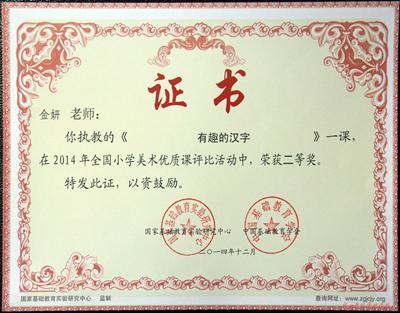 证书
金妍 老师：
你执教的《 有趣的汉字 》一课，
在2014年全国小学美术优质课评比活动中，荣获二等奖。
特发此证，以资鼓励。
国家基础教育实验研究中心 中国基础教育学会
二〇一四年十二月
国家基础教育实验研究中心 监制 查询网址：www.zgjcjy.org